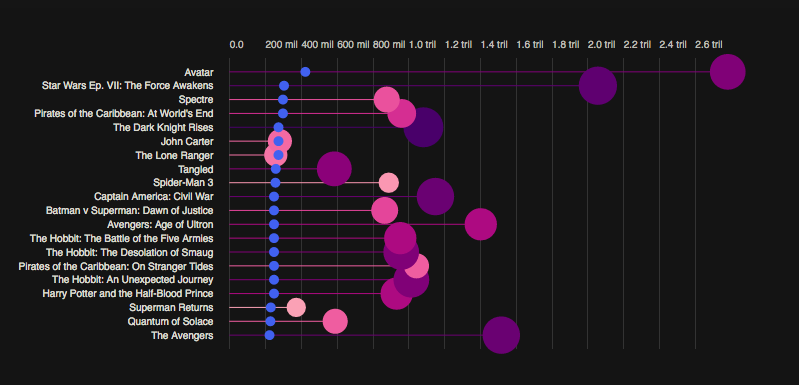 0.0 200 mil 400 mil 600 mil 800 mil 1.0 tril 1.2 tril 1.4 tril 1.6 tril 1.8 tril 2.0 tril 2.2 tril 2.4 tril 2.6 tril
Avatar
Star Wars Ep. VII: The Force Awakens
Spectre
Pirates of the Caribbean: At World's End
The Dark Knight Rises
John Carter
The Lone Ranger
Tangled
Spider-Man 3
Captain America: Civil War
Batman v Superman: Dawn of Justice
Avengers: Age of Ultron
The Hobbit: The Battle of the Five Armies
The Hobbit: The Desolation of Smaug
Pirates of the Caribbean: On Stranger Tides
The Hobbit: An Unexpected Journey
Harry Potter and the Half-Blood Prince
Superman Returns
Quantum of Solace
The Avengers